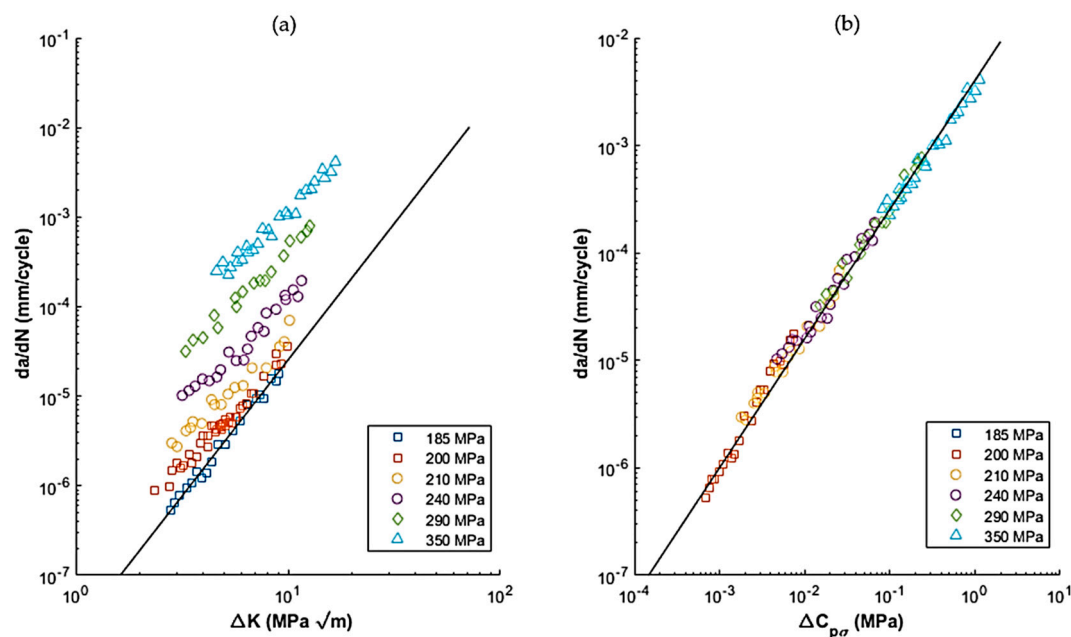 (a)
da/dN (mm/cycle)
10^-1
10^-2
10^-3
10^-4
10^-5
10^-6
10^-7
10^0
10^1
10^2
ΔK (MPa √m)
185 MPa
200 MPa
210 MPa
240 MPa
290 MPa
350 MPa
(b)
da/dN (mm/cycle)
10^-2
10^-3
10^-4
10^-5
10^-6
10^-7
10^-4
10^-3
10^-2
10^-1
10^0
10^1
ΔC_pσ (MPa)
185 MPa
200 MPa
210 MPa
240 MPa
290 MPa
350 MPa